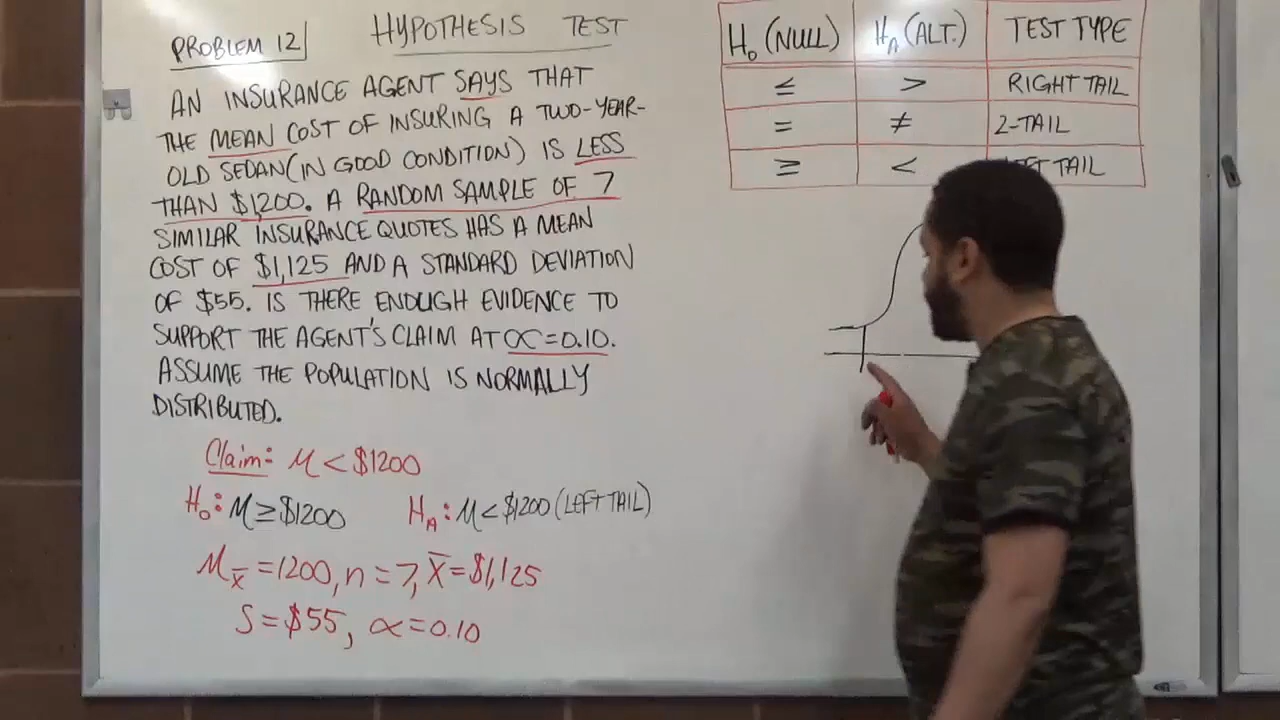 PROBLEM 12
HYPOTHESIS TEST
AN INSURANCE AGENT SAYS THAT
THE MEAN COST OF INSURING A TWO-YEAR-
OLD SEDAN (IN GOOD CONDITION) IS LESS
THAN $1,200. A RANDOM SAMPLE OF 7
SIMILAR INSURANCE QUOTES HAS A MEAN
COST OF $1,125 AND A STANDARD DEVIATION
OF $55. IS THERE ENOUGH EVIDENCE TO
SUPPORT THE AGENT'S CLAIM AT α=0.10.
ASSUME THE POPULATION IS NORMALLY
DISTRIBUTED.
Claim: μ < $1200
H₀: μ ≥ $1200 Hₐ: μ < $1200 (LEFT TAIL)
μx̄ = 1200, n = 7, x̄ = $1,125
S = $55, α = 0.10
H₀ (NULL) Hₐ (ALT.) TEST TYPE
≤ > RIGHT TAIL
= ≠ 2-TAIL
≥ < TAIL